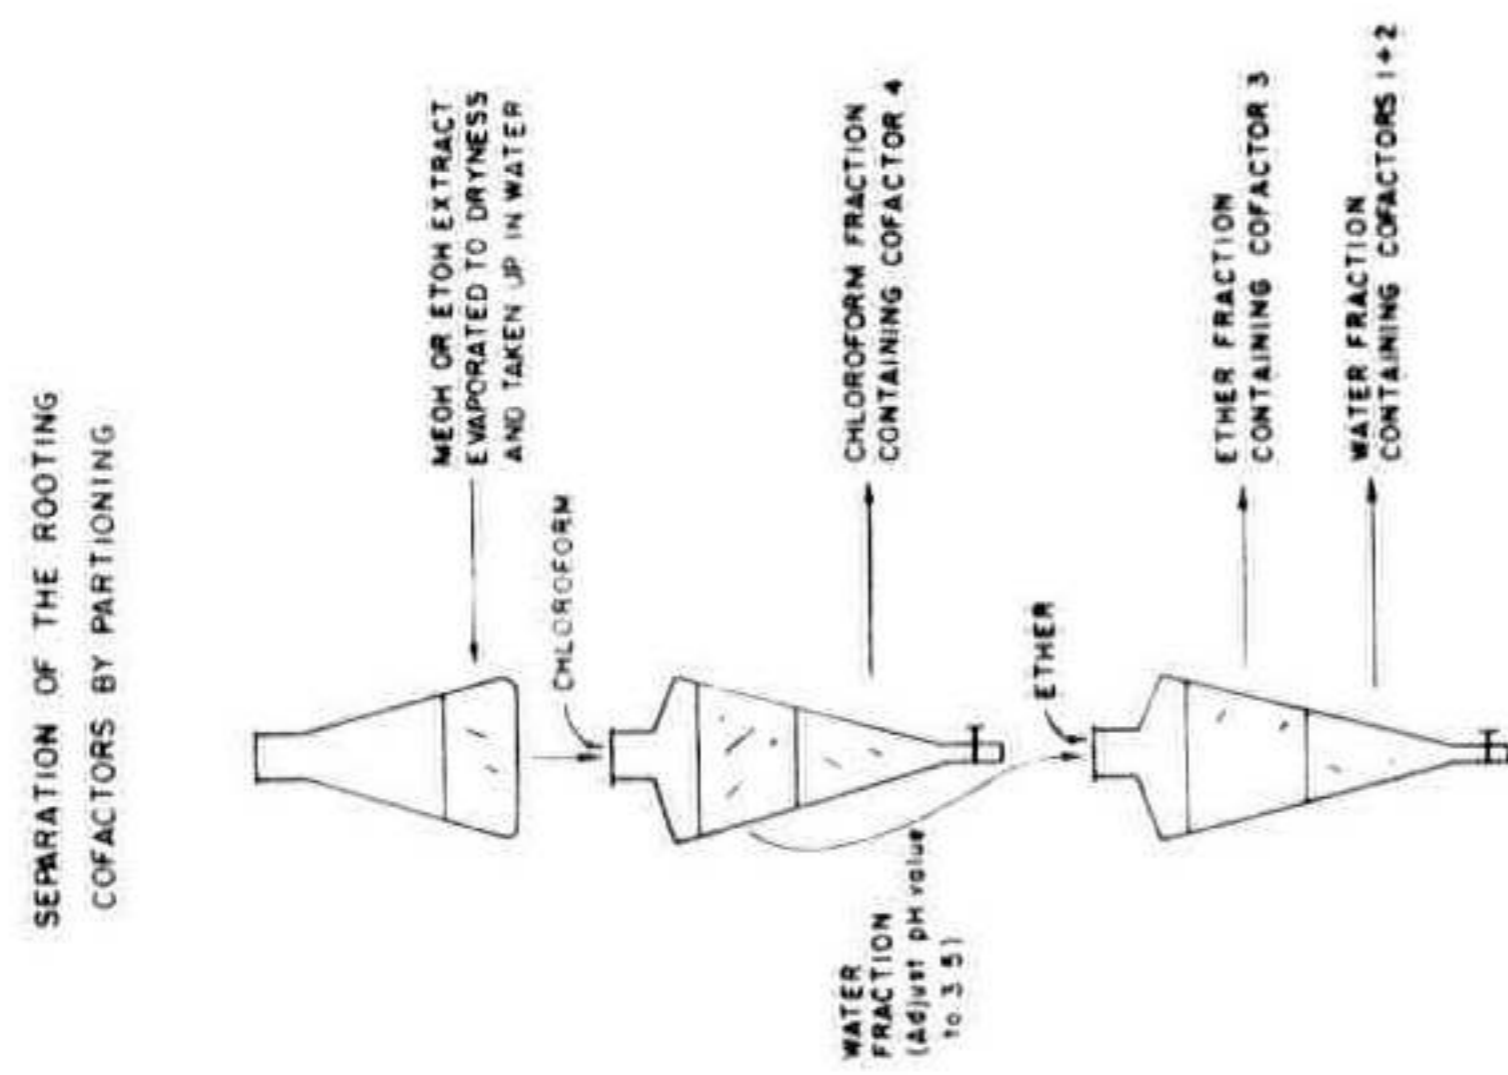 SEPARATION OF THE ROOTING
COFACTORS BY PARTIONING
MEOH OR ETOH EXTRACT
EVAPORATED TO DRYNESS
AND TAKEN UP IN WATER
CHLOROFORM
CHLOROFORM FRACTION
CONTAINING COFACTOR 4
WATER
FRACTION
(Adjust pH value
to 3 5)
ETHER
ETHER FRACTION
CONTAINING COFACTOR 3
WATER FRACTION
CONTAINING COFACTORS 1+2